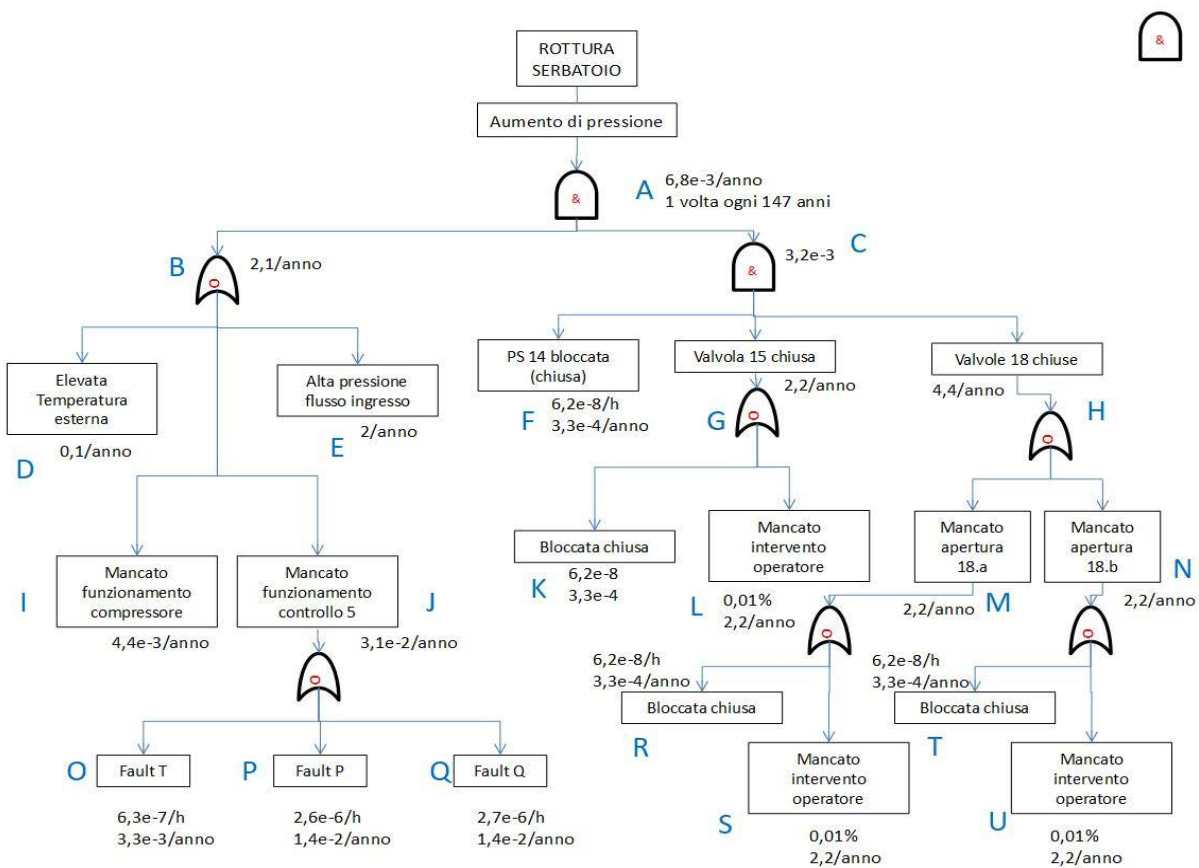 ROTTURA
SERBATOIO
&
Aumento di pressione
&
A
6,8e-3/anno
1 volta ogni 147 anni
B
O
2,1/anno
&
3,2e-3
C
D
Elevata
Temperatura
esterna
0,1/anno
E
Alta pressione
flusso ingresso
2/anno
F
PS 14 bloccata
(chiusa)
6,2e-8/h
3,3e-4/anno
Valvola 15 chiusa
2,2/anno
G
O
Valvole 18 chiuse
4,4/anno
H
O
I
Mancato
funzionamento
compressore
4,4e-3/anno
Mancato
funzionamento
controllo 5
J
3,1e-2/anno
O
Bloccata chiusa
K
6,2e-8
3,3e-4
Mancato
intervento
operatore
L
0,01%
2,2/anno
Mancato
apertura
18.a
M
2,2/anno
O
Mancato
apertura
18.b
N
2,2/anno
O
O
Fault T
6,3e-7/h
3,3e-3/anno
P
Fault P
2,6e-6/h
1,4e-2/anno
Q
Fault Q
2,7e-6/h
1,4e-2/anno
6,2e-8/h
3,3e-4/anno
Bloccata chiusa
R
6,2e-8/h
3,3e-4/anno
Bloccata chiusa
T
Mancato
intervento
operatore
S
0,01%
2,2/anno
Mancato
intervento
operatore
U
0,01%
2,2/anno